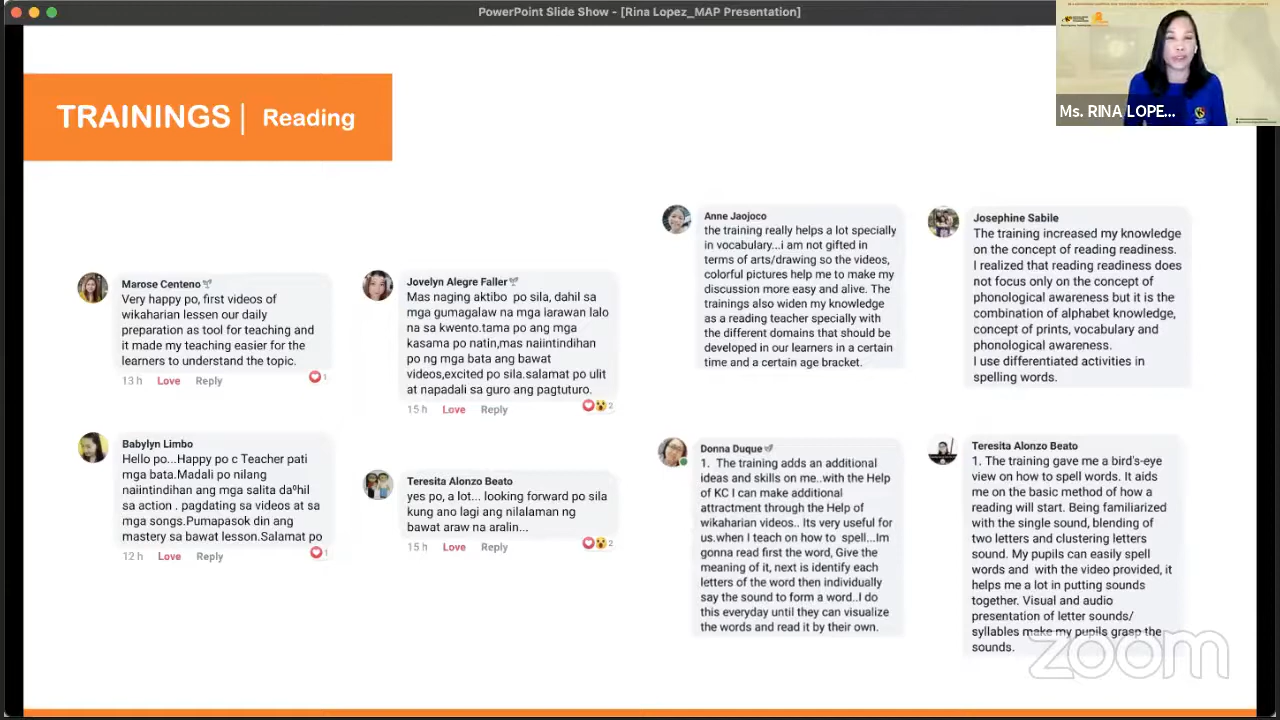 PowerPoint Slide Show - [Rina Lopez_MAP Presentation]
Ms. RINA LOPE...
TRAININGS | Reading
Marose Centeno
Very happy po, first videos of
wikaharian lessen our daily
preparation as tool for teaching and
it made my teaching easier for the
learners to understand the topic.
13 h Love Reply 1
Babylyn Limbo
Hello po...Happy po c Teacher pati
mga bata.Madali po nilang
naiintindihan ang mga salita da⁰hil
sa action . pagdating sa videos at sa
mga songs.Pumapasok din ang
mastery sa bawat lesson.Salamat po
12 h Love Reply 1
Jovelyn Alegre Faller
Mas naging aktibo po sila, dahil sa
mga gumagalaw na mga larawan lalo
na sa kwento.tama po ang mga
kasama po natin,mas naiintindihan
po ng mga bata ang bawat
videos,excited po sila.salamat po ulit
at napadali sa guro ang pagtuturo.
15 h Love Reply 2
Teresita Alonzo Beato
yes po, a lot... looking forward po sila
kung ano lagi ang nilalaman ng
bawat araw na aralin...
15 h Love Reply 2
Anne Jaojoco
the training really helps a lot specially
in vocabulary...i am not gifted in
terms of arts/drawing so the videos,
colorful pictures help me to make my
discussion more easy and alive. The
trainings also widen my knowledge
as a reading teacher specially with
the different domains that should be
developed in our learners in a certain
time and a certain age bracket.
Donna Duque
1. The training adds an additional
ideas and skills on me..with the Help
of KC I can make additional
attractment through the Help of
wikaharian videos.. Its very useful for
us.when I teach on how to spell...Im
gonna read first the word, Give the
meaning of it, next is identify each
letters of the word then individually
say the sound to form a word..I do
this everyday until they can visualize
the words and read it by their own.
Josephine Sabile
The training increased my knowledge
on the concept of reading readiness.
I realized that reading readiness does
not focus only on the concept of
phonological awareness but it is the
combination of alphabet knowledge,
concept of prints, vocabulary and
phonological awareness.
I use differentiated activities in
spelling words.
Teresita Alonzo Beato
1. The training gave me a bird's-eye
view on how to spell words. It aids
me on the basic method of how a
reading will start. Being familiarized
with the single sound, blending of
two letters and clustering letters
sound. My pupils can easily spell
words and with the video provided, it
helps me a lot in putting sounds
together. Visual and audio
presentation of letter sounds/
syllables make my pupils grasp the
sounds.
zoom